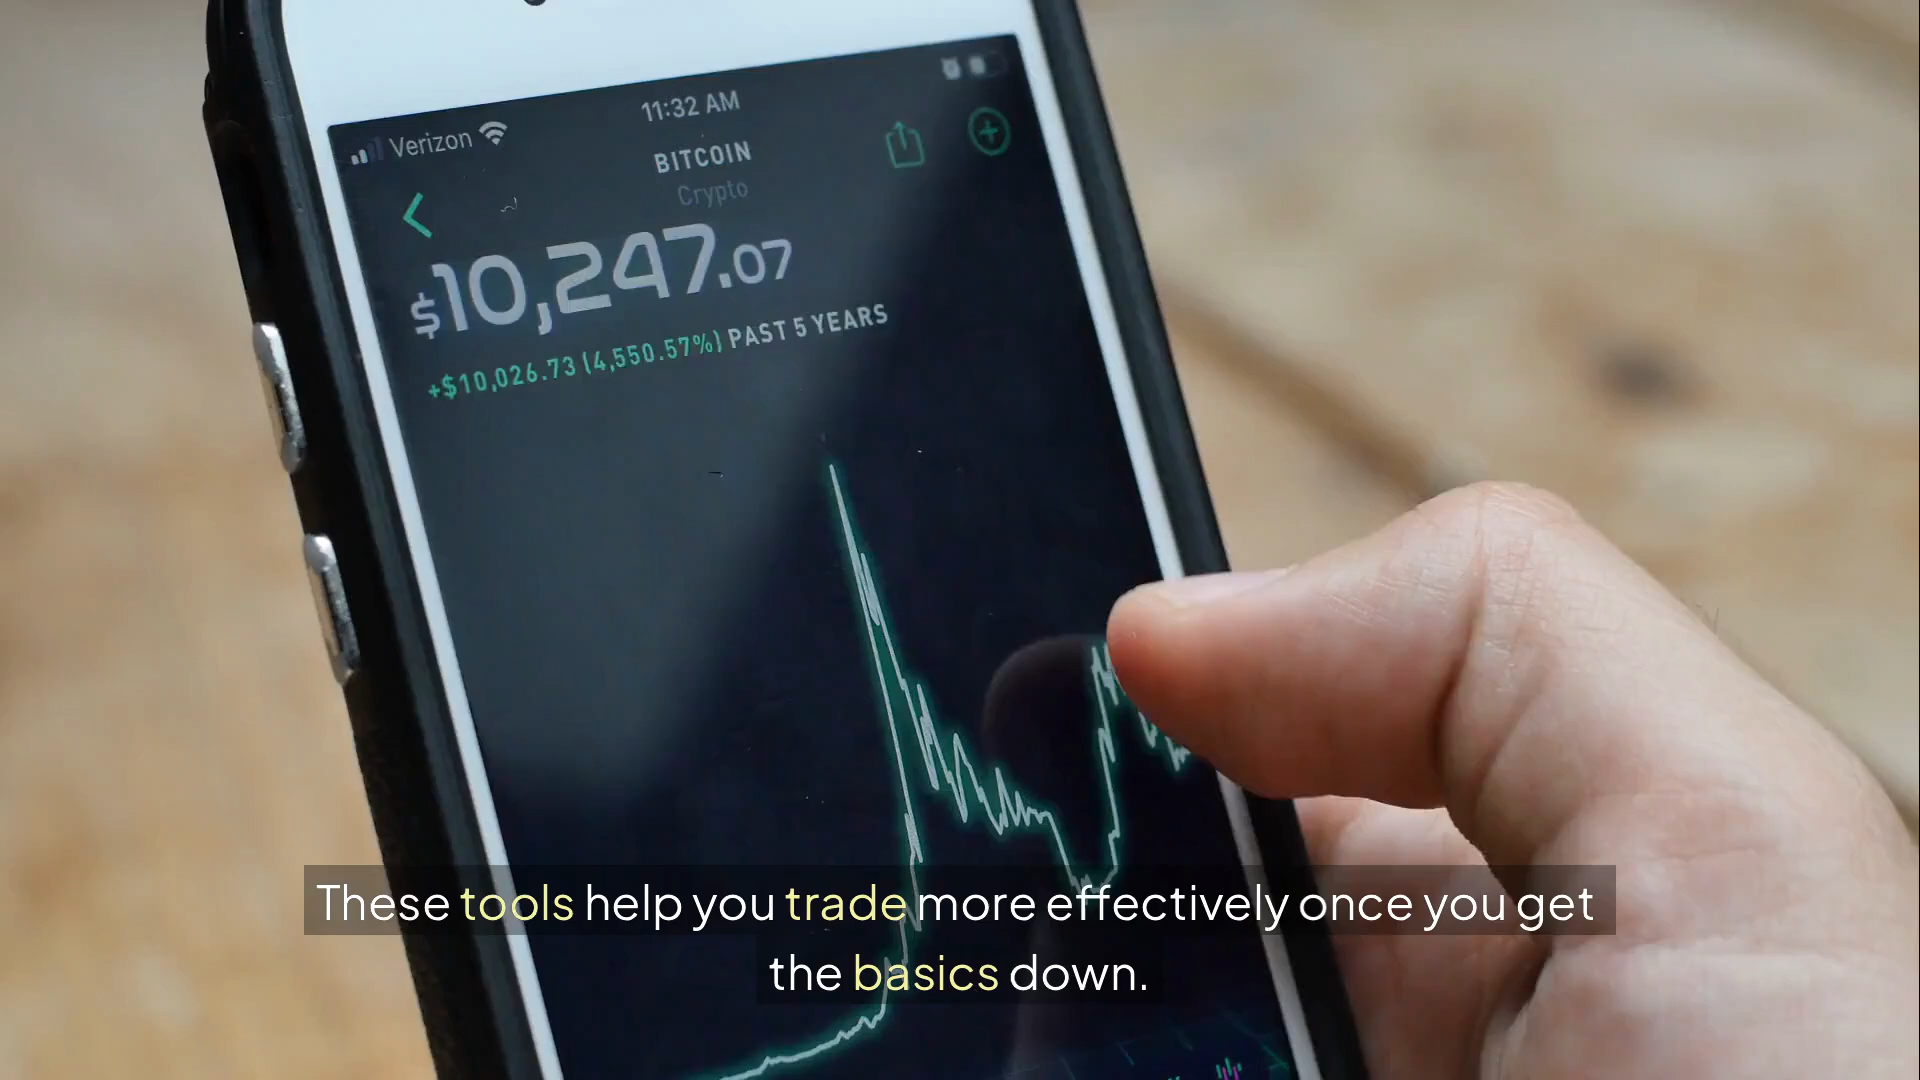 Verizon 11:32 AM
BITCOIN
Crypto
$10,247.07
+$10,026.73 (4,550.57%) PAST 5 YEARS
These tools help you trade more effectively once you get
the basics down.